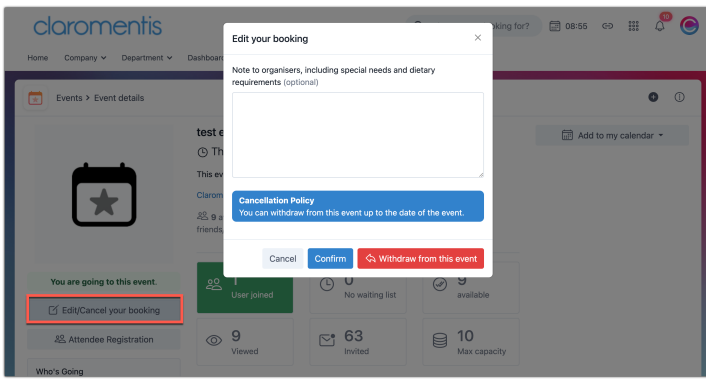 claromentis
oking for?
08:55
10
Home
Company
Department
Dashboard
Edit your booking
Note to organisers, including special needs and dietary
requirements (optional)
Events > Event details
test e
Th
Add to my calendar
This ev
Clarom
9 a
friends,
Cancellation Policy
You can withdraw from this event up to the date of the event.
Cancel
Confirm
Withdraw from this event
You are going to this event.
Edit/Cancel your booking
Attendee Registration
Who's Going
1
User joined
0
No waiting list
9
available
9
Viewed
63
Invited
10
Max capacity